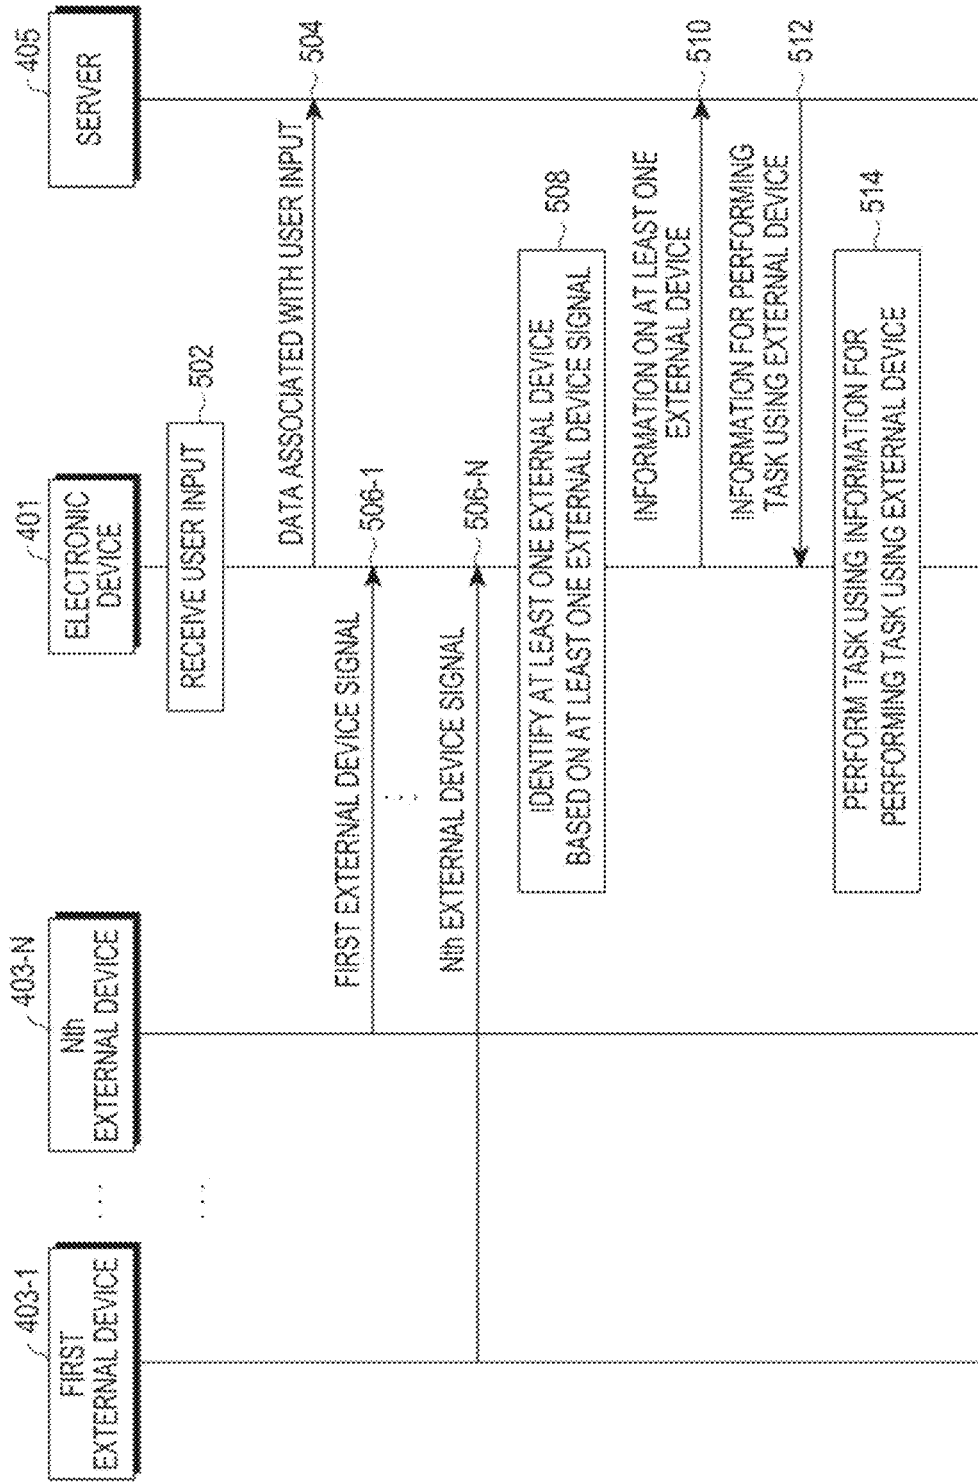 403-1
FIRST
EXTERNAL DEVICE
...
...
403-N
Nth
EXTERNAL DEVICE
401
ELECTRONIC
DEVICE
405
SERVER
RECEIVE USER INPUT
502
DATA ASSOCIATED WITH USER INPUT
504
FIRST EXTERNAL DEVICE SIGNAL
506-1
...
Nth EXTERNAL DEVICE SIGNAL
506-N
IDENTIFY AT LEAST ONE EXTERNAL DEVICE
BASED ON AT LEAST ONE EXTERNAL DEVICE SIGNAL
508
INFORMATION ON AT LEAST ONE
EXTERNAL DEVICE
510
INFORMATION FOR PERFORMING
TASK USING EXTERNAL DEVICE
512
PERFORM TASK USING INFORMATION FOR
PERFORMING TASK USING EXTERNAL DEVICE
514